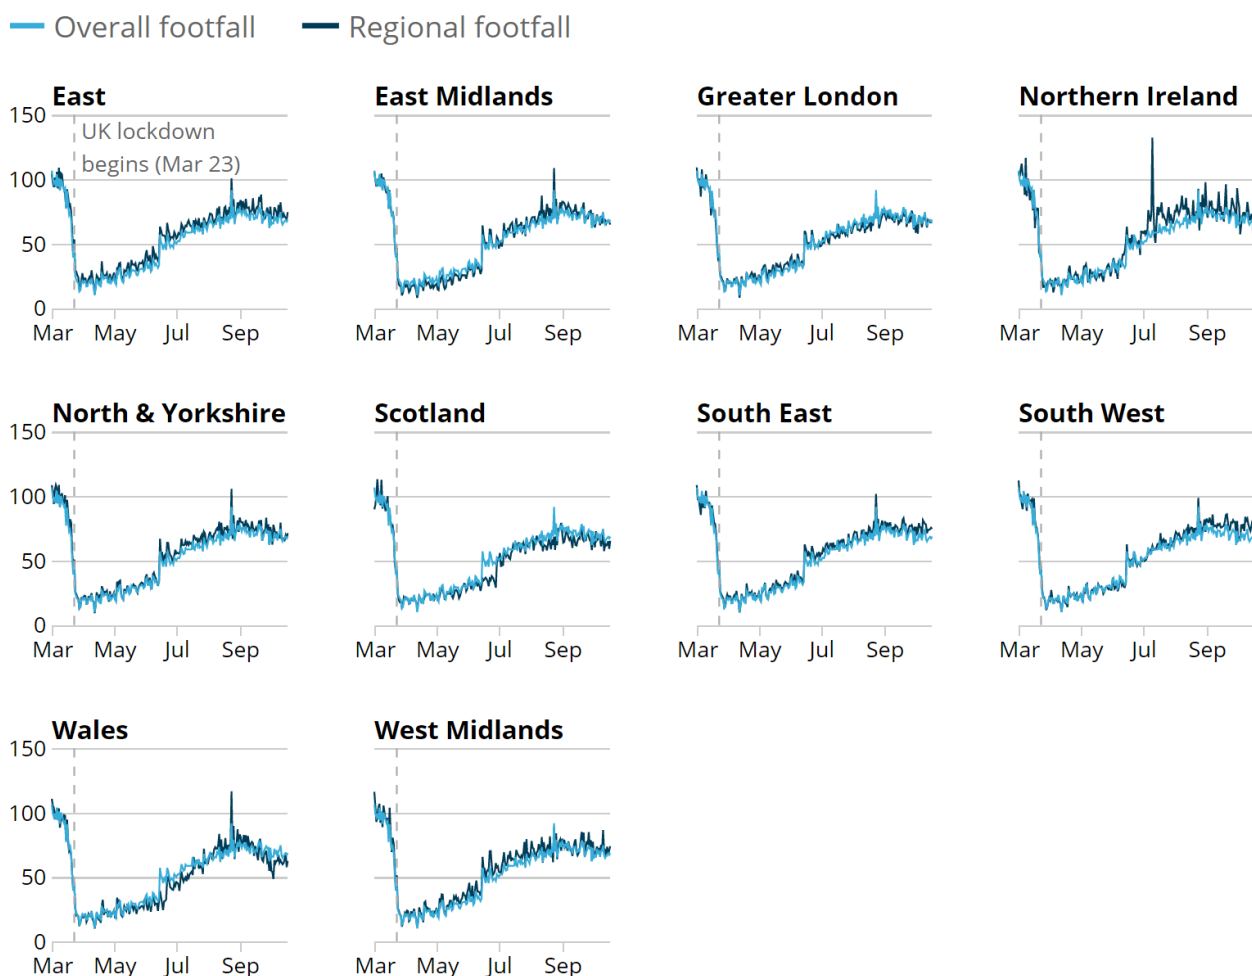 Overall footfall Regional footfall
East East Midlands Greater London Northern Ireland
150
UK lockdown
begins (Mar 23)
100
50
0
Mar May Jul Sep Mar May Jul Sep Mar May Jul Sep Mar May Jul Sep
North & Yorkshire Scotland South East South West
150
100
50
0
Mar May Jul Sep Mar May Jul Sep Mar May Jul Sep Mar May Jul Sep
Wales West Midlands
150
100
50
0
Mar May Jul Sep Mar May Jul Sep